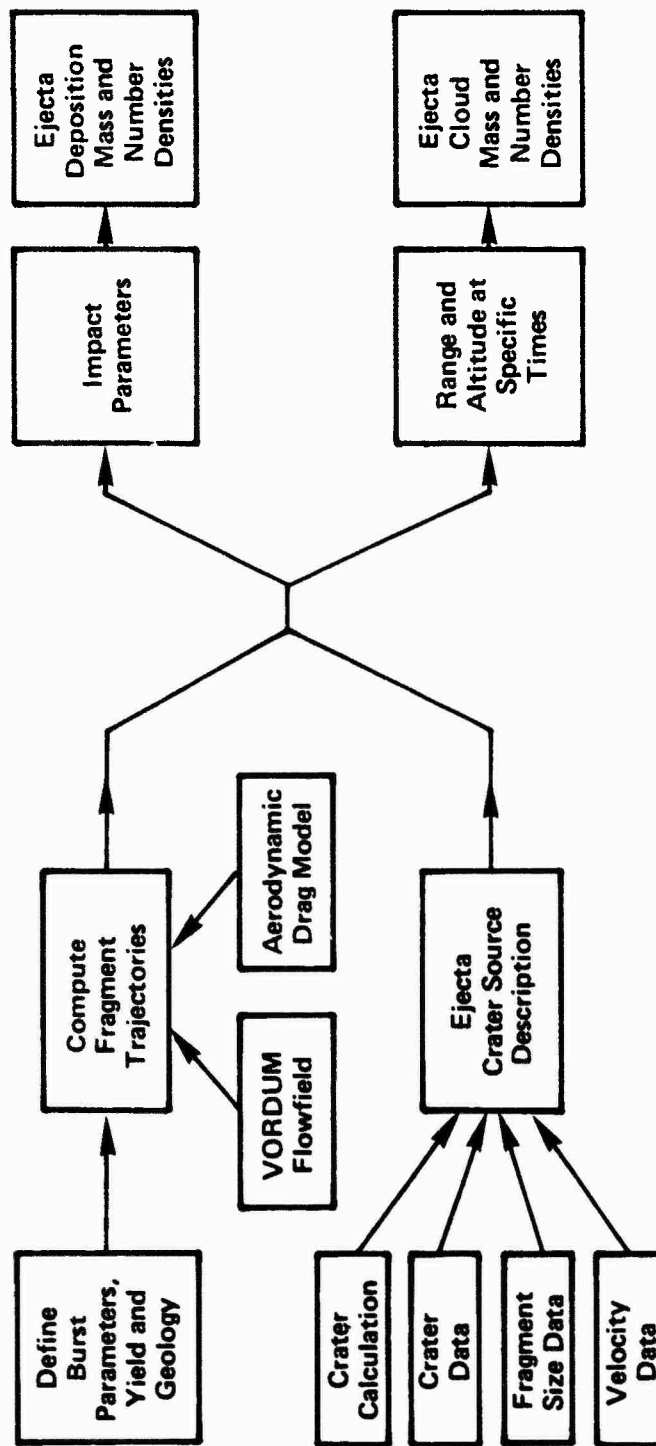 Define
Burst
Parameters,
Yield and
Geology
Compute
Fragment
Trajectories
VORDUM
Flowfield
Aerodynamic
Drag Model
Crater
Calculation
Crater
Data
Fragment
Size Data
Velocity
Data
Ejecta
Crater Source
Description
Impact
Parameters
Ejecta
Deposition
Mass and
Number
Densities
Range and
Altitude at
Specific
Times
Ejecta
Cloud
Mass and
Number
Densities